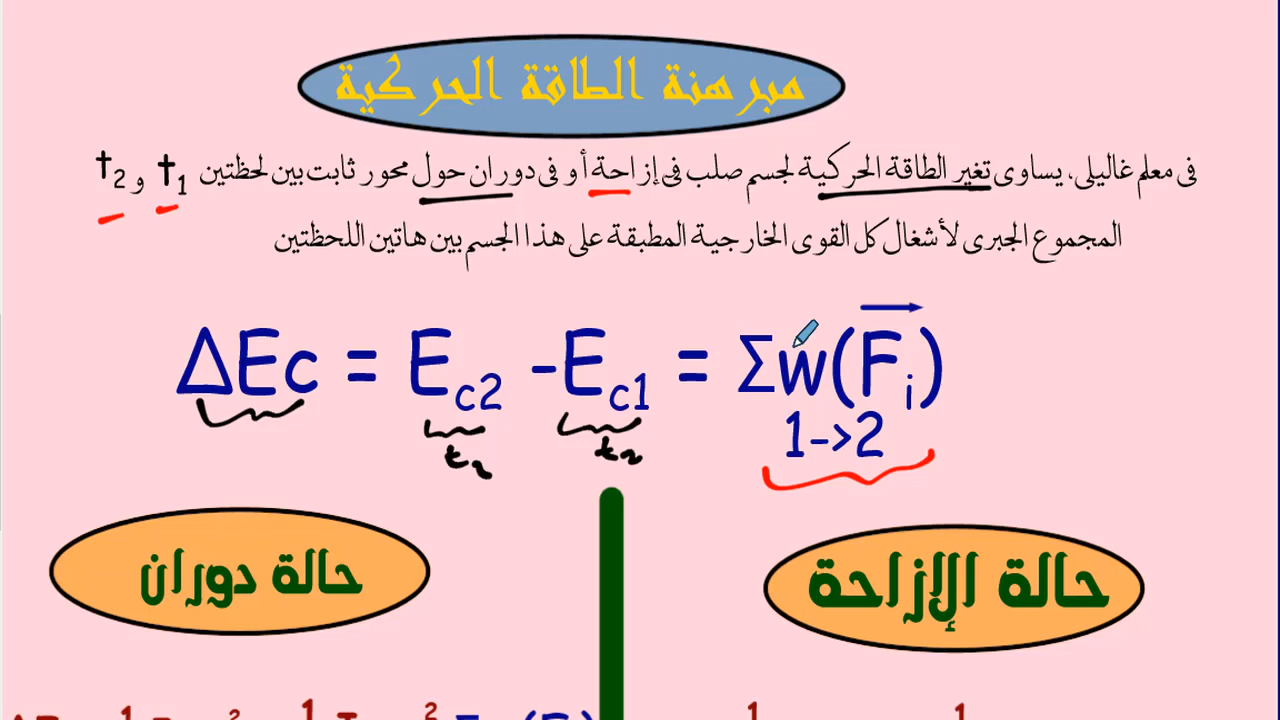 مبرهنة الطاقة الحركية
في معلم غاليلي، يساوي تغير الطاقة الحركية لجسم صلب في إزاحة أو في دوران حول محور ثابت بين لحظتين t1 و t2
المجموع الجبري لأشغال كل القوى الخارجية المطبقة على هذا الجسم بين هاتين اللحظتين
ΔEc = Ec2 -Ec1 = Σw(F⃗i)
1->2
t2 t2
حالة الإزاحة
حالة دوران